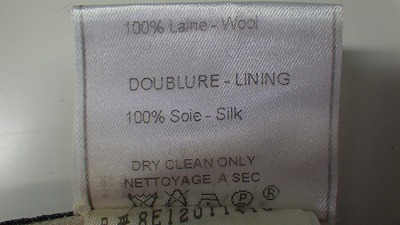 100% Laine - Wool
DOUBLURE - LINING
100% Soie - Silk
DRY CLEAN ONLY
NETTOYAGE A SEC
P ®